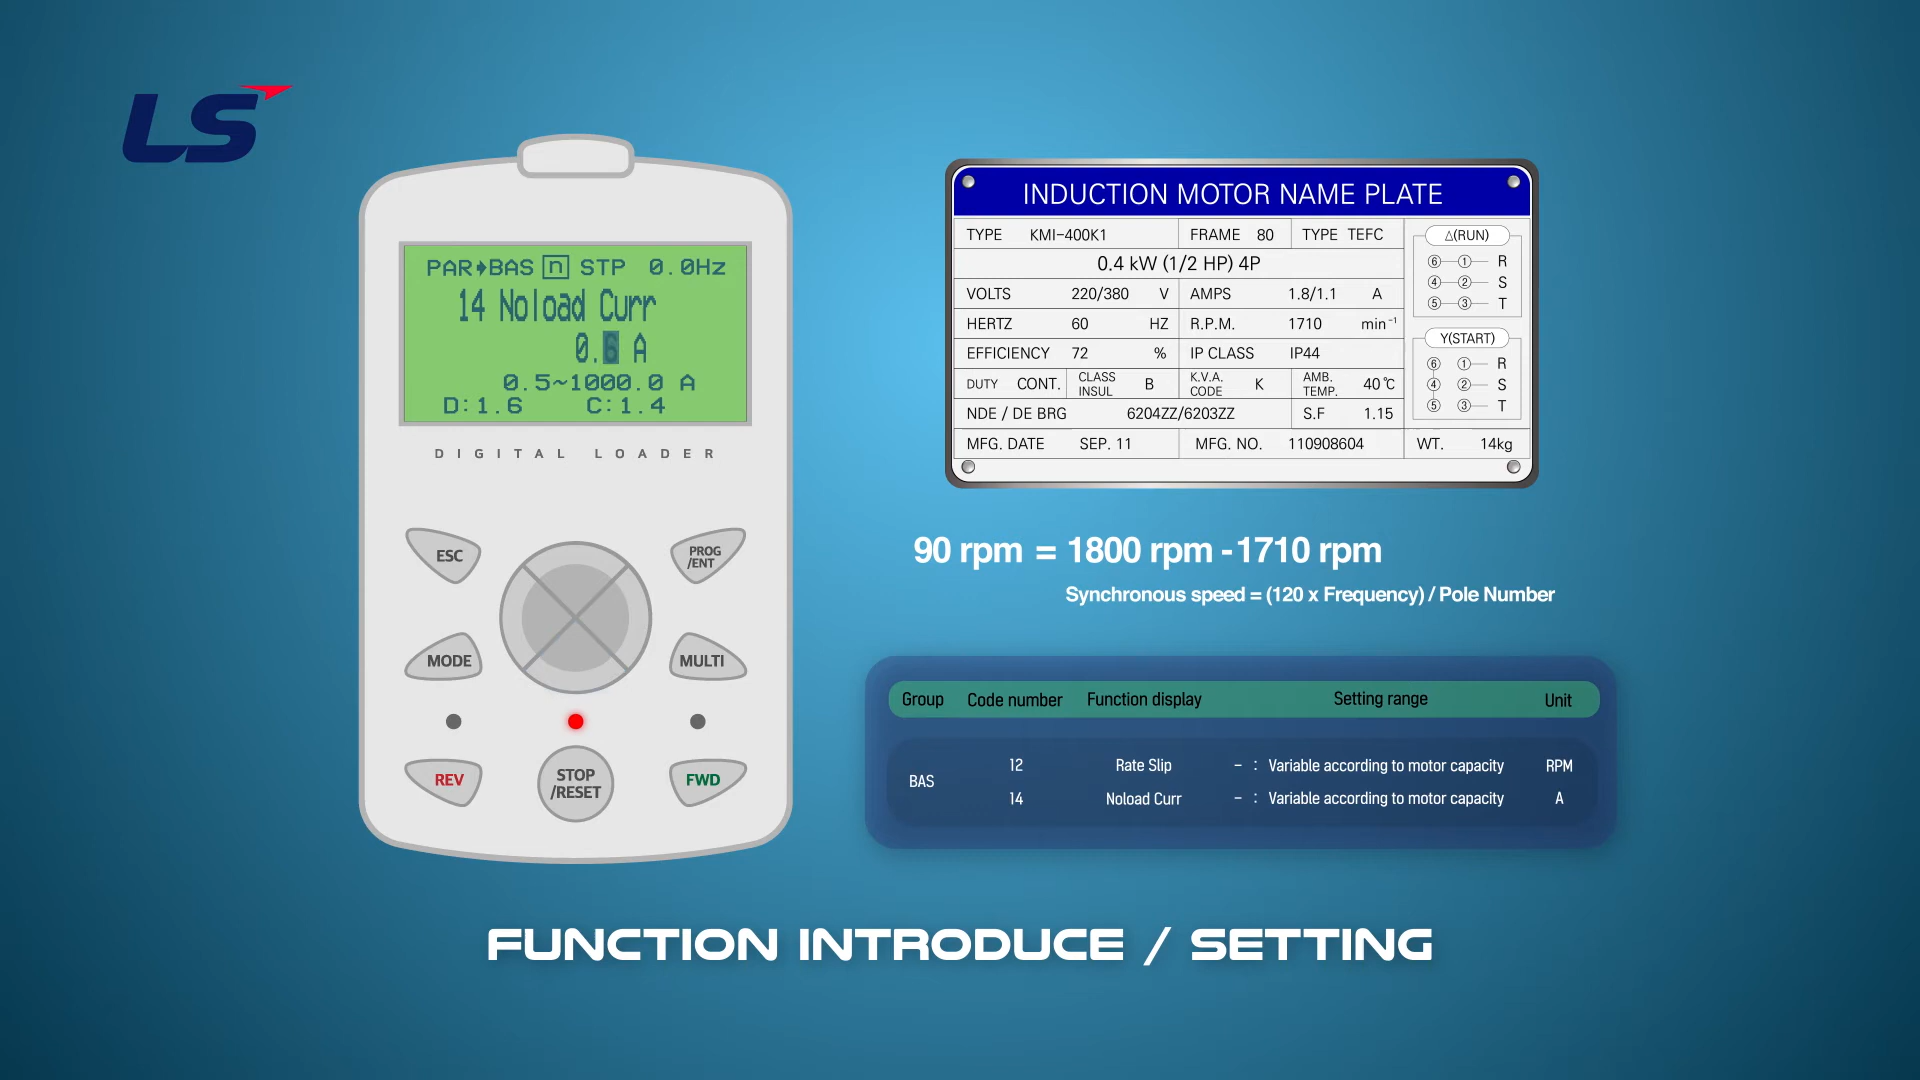 LS
PAR➧BAS n STP 0.0Hz
14 Noload Curr
0.6 A
0.5~1000.0 A
D:1.6 C:1.4
DIGITAL LOADER
ESC
PROG
/ENT
MODE
MULTI
REV
STOP
/RESET
FWD
INDUCTION MOTOR NAME PLATE
TYPE KMI-400K1 FRAME 80 TYPE TEFC
0.4 kW (1/2 HP) 4P
VOLTS 220/380 V AMPS 1.8/1.1 A
HERTZ 60 HZ R.P.M. 1710 min⁻¹
EFFICIENCY 72 % IP CLASS IP44
DUTY CONT. CLASS INSUL B K.V.A. CODE K AMB. TEMP. 40℃
NDE / DE BRG 6204ZZ/6203ZZ S.F 1.15
MFG. DATE SEP. 11 MFG. NO. 110908604 WT. 14kg
△(RUN)
⑥ ① R
④ ② S
⑤ ③ T
Y(START)
⑥ ① R
④ ② S
⑤ ③ T
90 rpm = 1800 rpm - 1710 rpm
Synchronous speed = (120 x Frequency) / Pole Number
Group Code number Function display Setting range Unit
BAS
12 Rate Slip - : Variable according to motor capacity RPM
14 Noload Curr - : Variable according to motor capacity A
FUNCTION INTRODUCE / SETTING